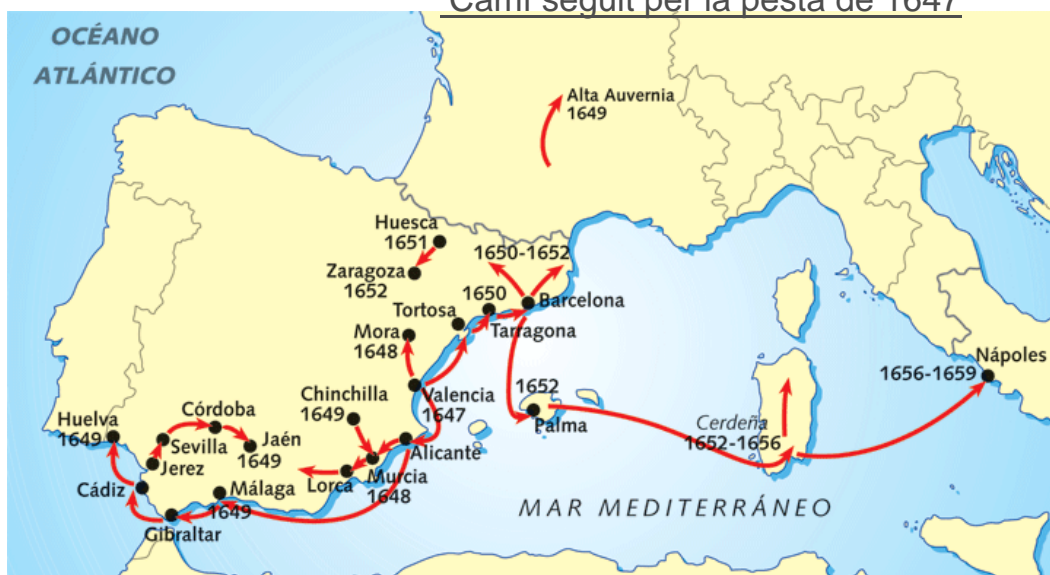 Camí seguit per la pesta de 1647
OCÉANO
ATLÁNTICO
Alta Auvernia
1649
Huesca
1651
1650-1652
Zaragoza
1652
1650
Barcelona
Tortosa
Tarragona
Mora
1648
Nápoles
1656-1659
Chinchilla
1649
Valencia
1647
1652
Palma
Córdoba
Huelva
1649
Cerdeña
1652-1656
Sevilla
Jaén
1649
Alicante
Jerez
Lorca
Murcia
1648
Cádiz
Málaga
1649
MAR MEDITERRÁNEO
Gibraltar